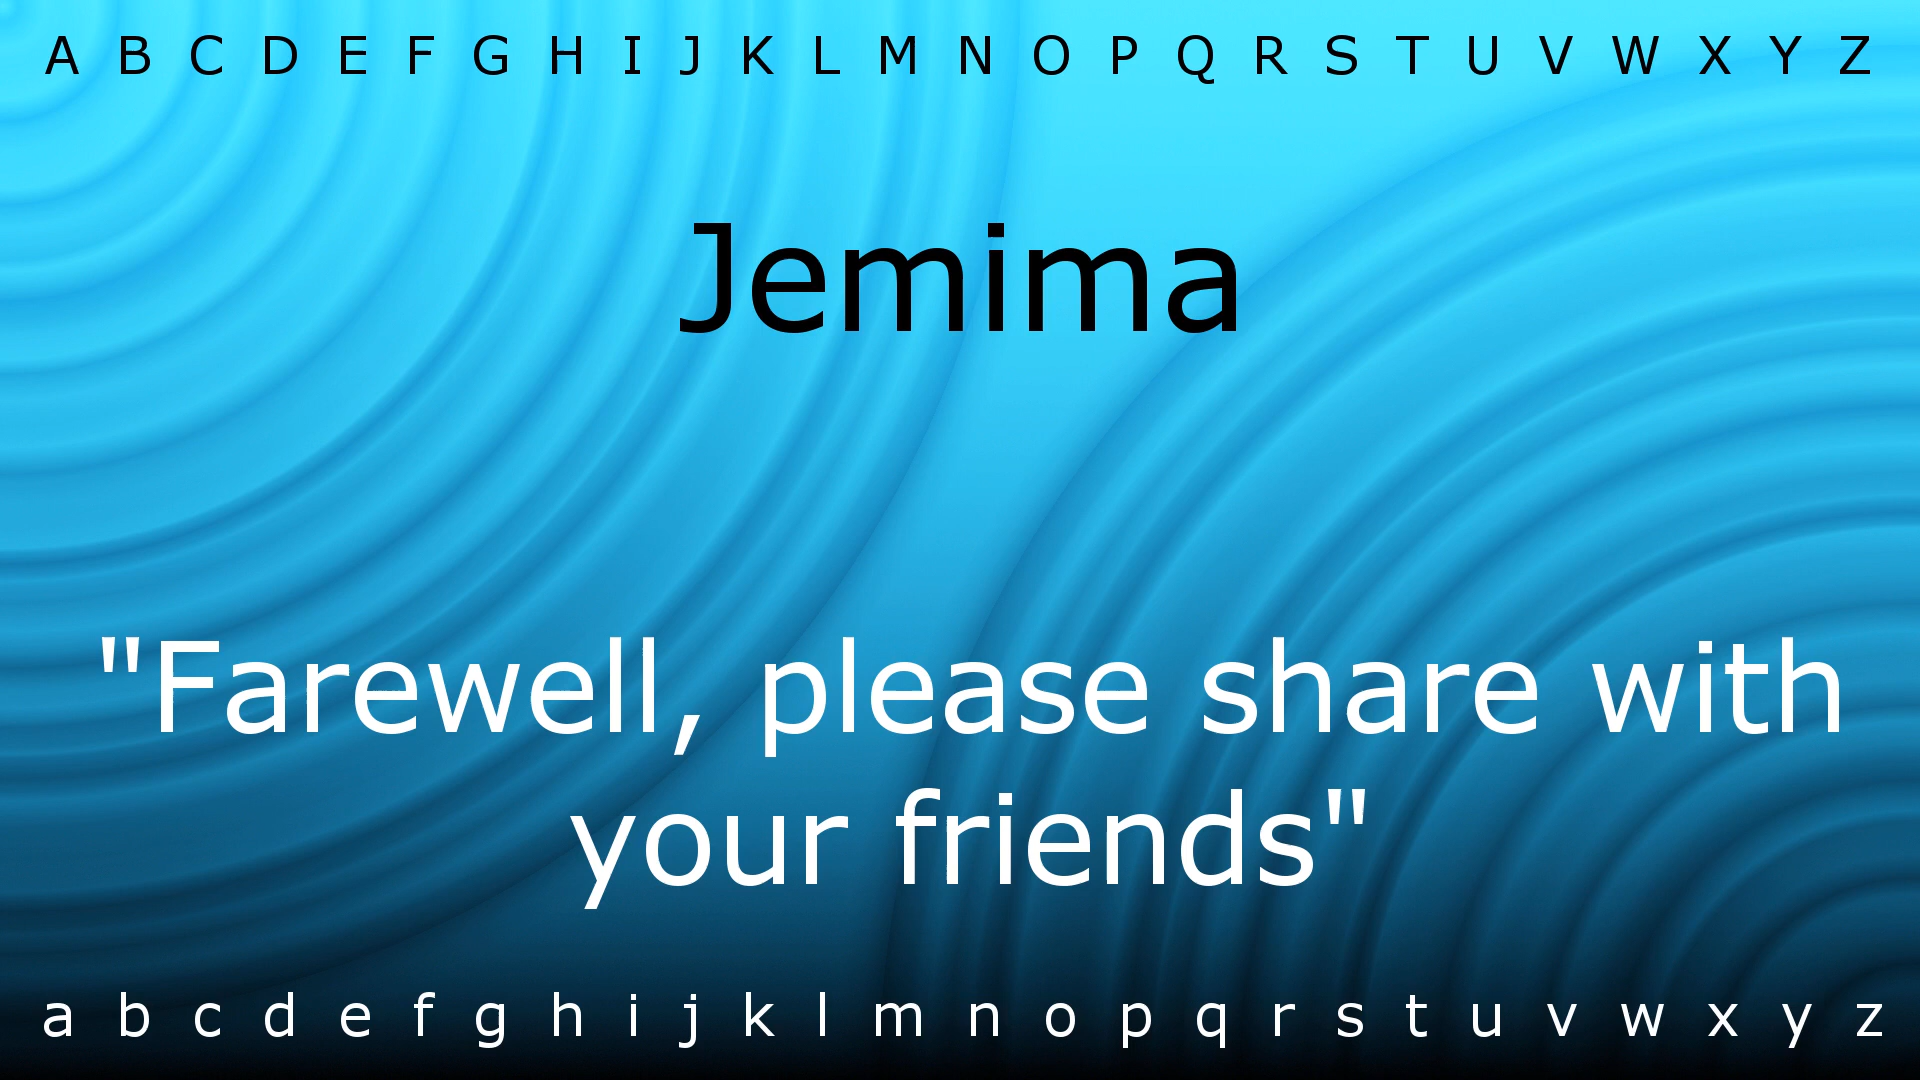 A B C D E F G H I J K L M N O P Q R S T U V W X Y Z
Jemima
"Farewell, please share with
your friends"
a b c d e f g h i j k l m n o p q r s t u v w x y z